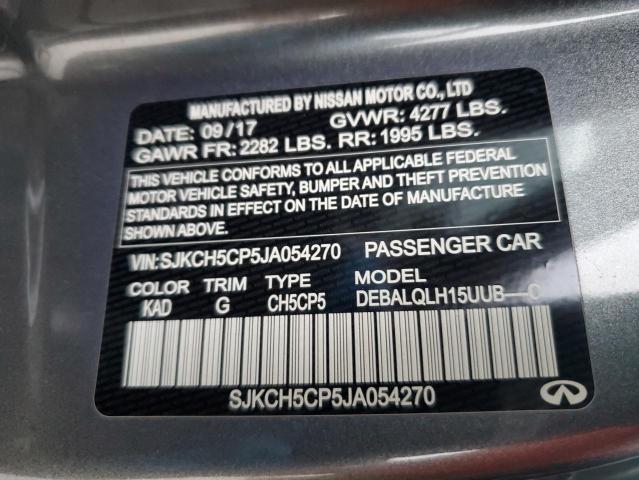 MANUFACTURED BY NISSAN MOTOR CO., LTD
DATE: 09/17 GVWR: 4277 LBS.
GAWR FR: 2282 LBS. RR: 1995 LBS.
THIS VEHICLE CONFORMS TO ALL APPLICABLE FEDERAL
MOTOR VEHICLE SAFETY, BUMPER AND THEFT PREVENTION
STANDARDS IN EFFECT ON THE DATE OF MANUFACTURE
SHOWN ABOVE.
VIN:SJKCH5CP5JA054270 PASSENGER CAR
COLOR TRIM TYPE MODEL
KAD G CH5CP5 DEBALQLH15UUB--C
SJKCH5CP5JA054270